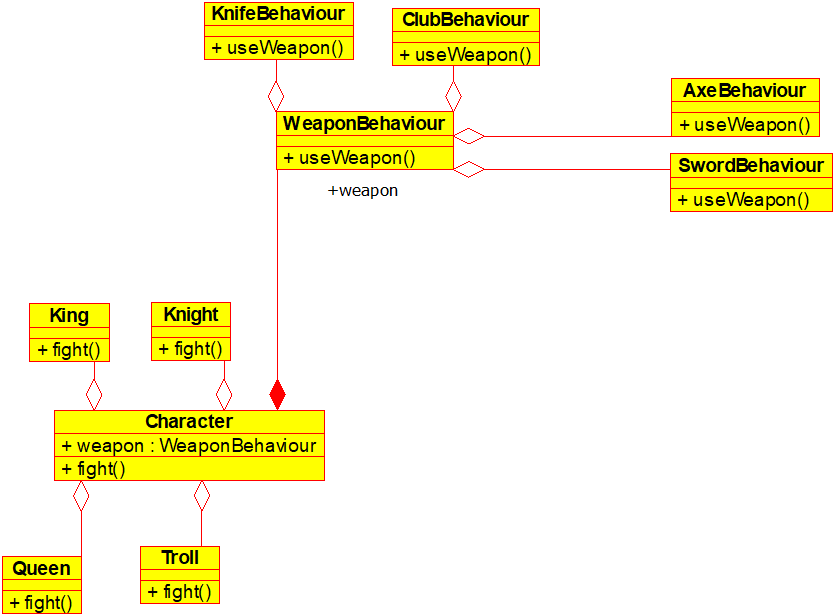 KnifeBehaviour
+ useWeapon()
ClubBehaviour
+ useWeapon()
AxeBehaviour
+ useWeapon()
WeaponBehaviour
+ useWeapon()
SwordBehaviour
+ useWeapon()
+weapon
King
+ fight()
Knight
+ fight()
Character
+ weapon : WeaponBehaviour
+ fight()
Queen
+ fight()
Troll
+ fight()